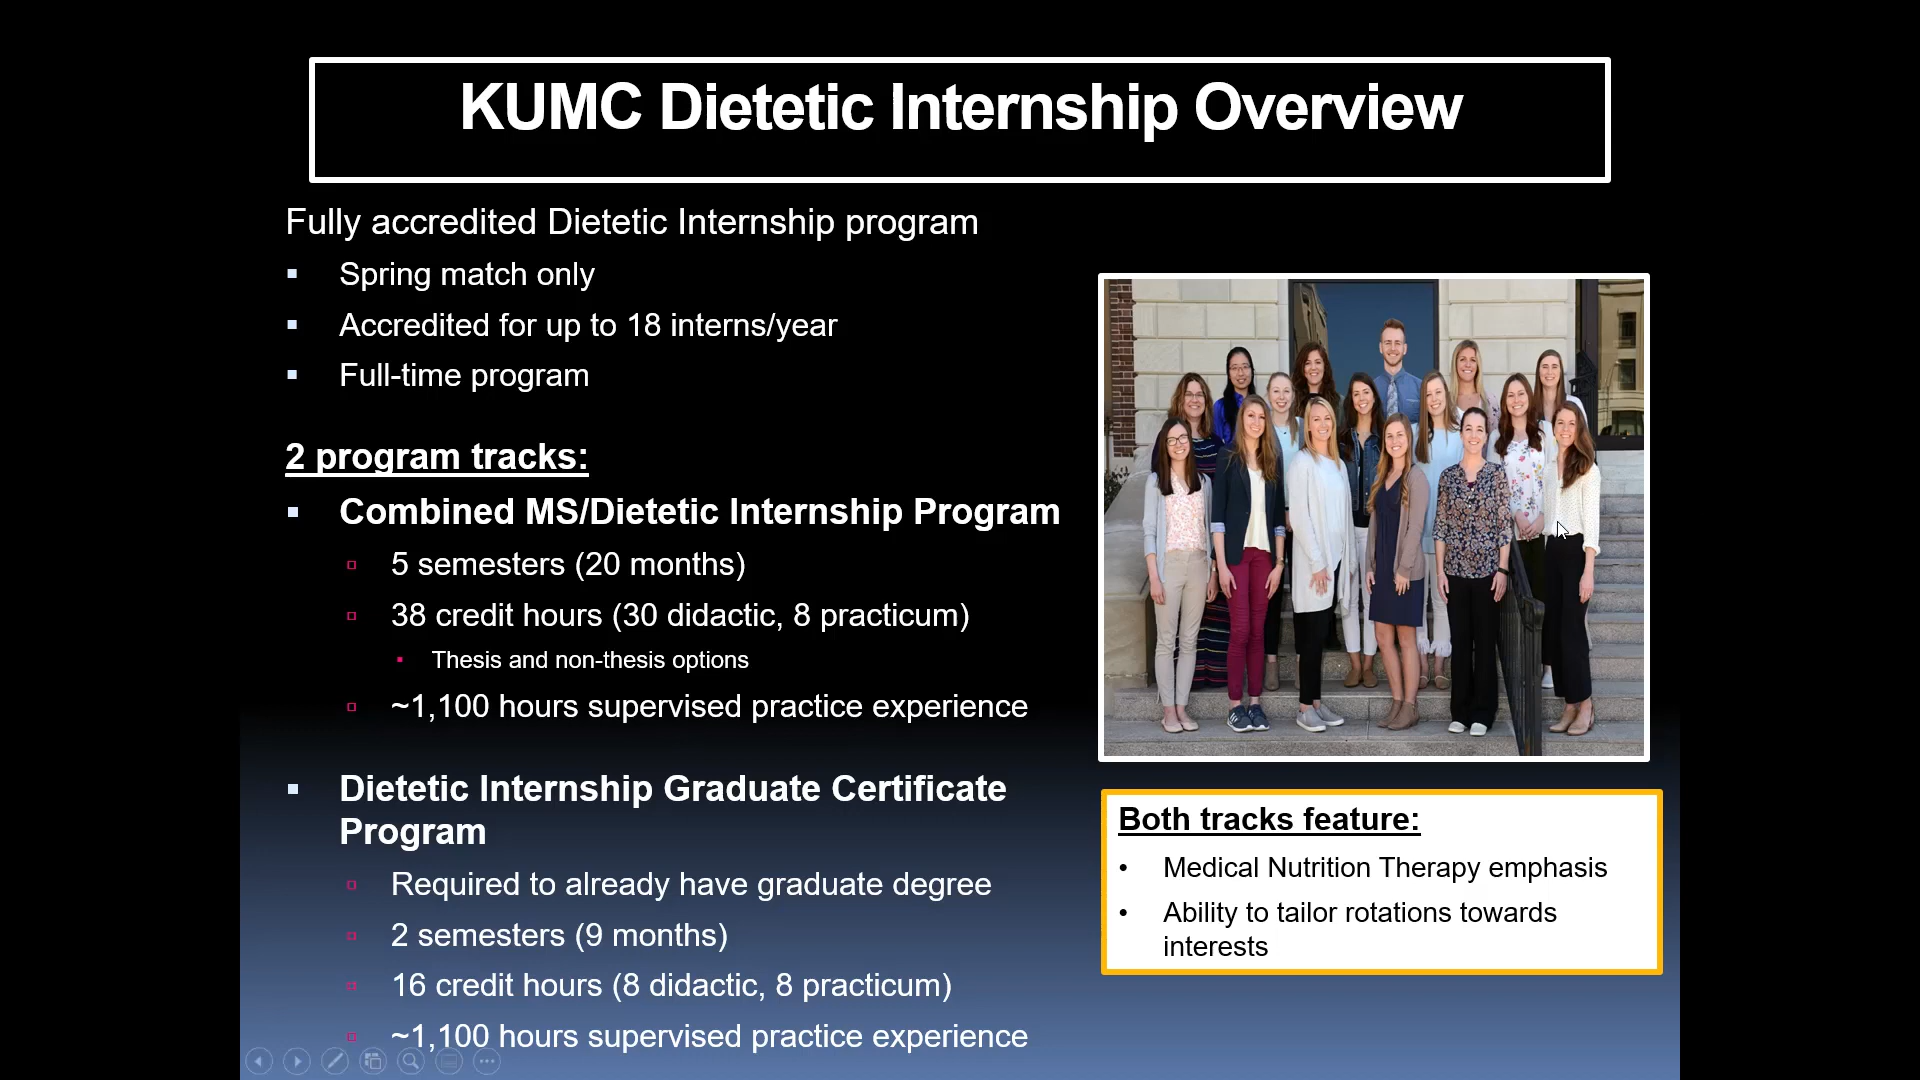 KUMC Dietetic Internship Overview
Fully accredited Dietetic Internship program
Spring match only
Accredited for up to 18 interns/year
Full-time program
2 program tracks:
Combined MS/Dietetic Internship Program
5 semesters (20 months)
38 credit hours (30 didactic, 8 practicum)
Thesis and non-thesis options
~1,100 hours supervised practice experience
Dietetic Internship Graduate Certificate
Program
Required to already have graduate degree
2 semesters (9 months)
16 credit hours (8 didactic, 8 practicum)
~1,100 hours supervised practice experience
Both tracks feature:
Medical Nutrition Therapy emphasis
Ability to tailor rotations towards
interests